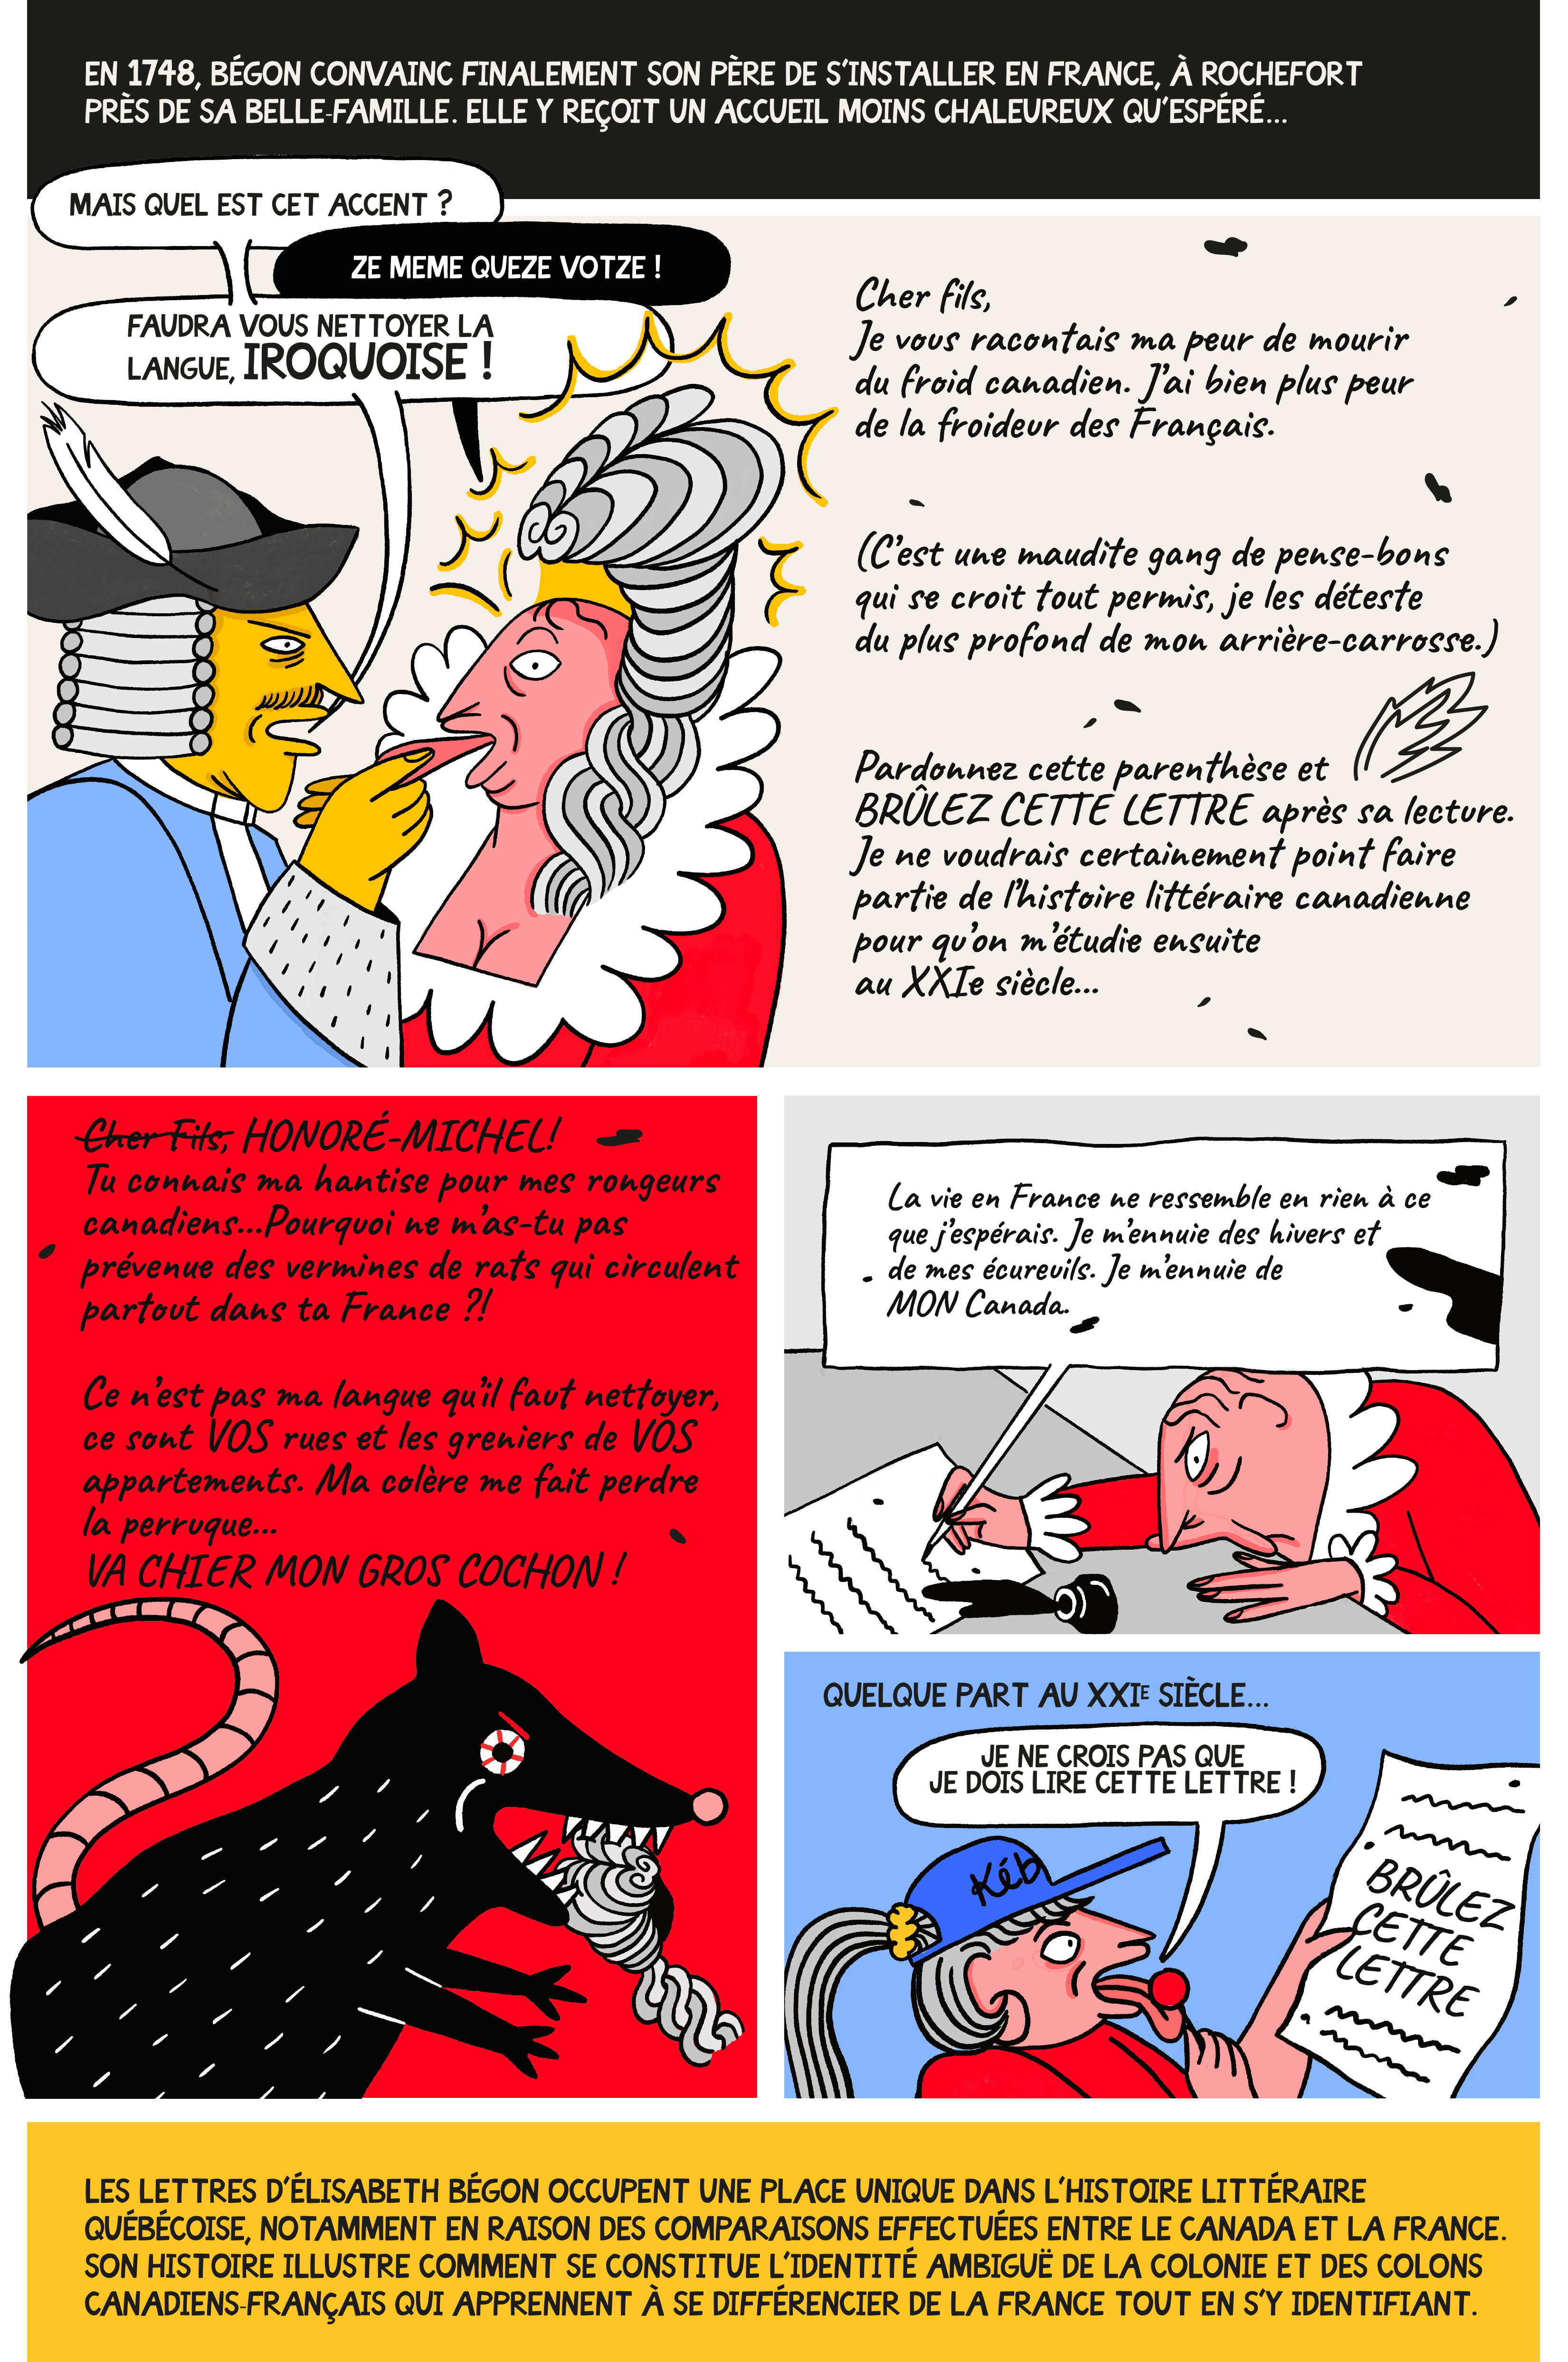 EN 1748, BÉGON CONVAINC FINALEMENT SON PÈRE DE S'INSTALLER EN FRANCE, À ROCHEFORT
PRÈS DE SA BELLE-FAMILLE. ELLE Y REÇOIT UN ACCUEIL MOINS CHALEUREUX QU'ESPÉRÉ...
MAIS QUEL EST CET ACCENT ?
ZE MEME QUEZE VOTZE !
FAUDRA VOUS NETTOYER LA
LANGUE, IROQUOISE !
Cher fils,
Je vous racontais ma peur de mourir
du froid canadien. J'ai bien plus peur
de la froideur des Français.
(C'est une maudite gang de pense-bons
qui se croit tout permis, je les déteste
du plus profond de mon arrière-carrosse.)
Pardonnez cette parenthèse et
BRÛLEZ CETTE LETTRE après sa lecture.
Je ne voudrais certainement point faire
partie de l'histoire littéraire canadienne
pour qu'on m'étudie ensuite
au XXIe siècle...
Cher Fils, HONORÉ-MICHEL!
Tu connais ma hantise pour mes rongeurs
canadiens...Pourquoi ne m'as-tu pas
prévenue des vermines de rats qui circulent
partout dans ta France ?!
Ce n'est pas ma langue qu'il faut nettoyer,
ce sont VOS rues et les greniers de VOS
appartements. Ma colère me fait perdre
la perruque...
VA CHIER MON GROS COCHON !
La vie en France ne ressemble en rien à ce
que j'espérais. Je m'ennuie des hivers et
de mes écureuils. Je m'ennuie de
MON Canada.
QUELQUE PART AU XXIE SIÈCLE...
JE NE CROIS PAS QUE
JE DOIS LIRE CETTE LETTRE !
Kéb
BRÛLEZ
CETTE
LETTRE
LES LETTRES D'ÉLISABETH BÉGON OCCUPENT UNE PLACE UNIQUE DANS L'HISTOIRE LITTÉRAIRE
QUÉBÉCOISE, NOTAMMENT EN RAISON DES COMPARAISONS EFFECTUÉES ENTRE LE CANADA ET LA FRANCE.
SON HISTOIRE ILLUSTRE COMMENT SE CONSTITUE L'IDENTITÉ AMBIGUË DE LA COLONIE ET DES COLONS
CANADIENS-FRANÇAIS QUI APPRENNENT À SE DIFFÉRENCIER DE LA FRANCE TOUT EN S'Y IDENTIFIANT.